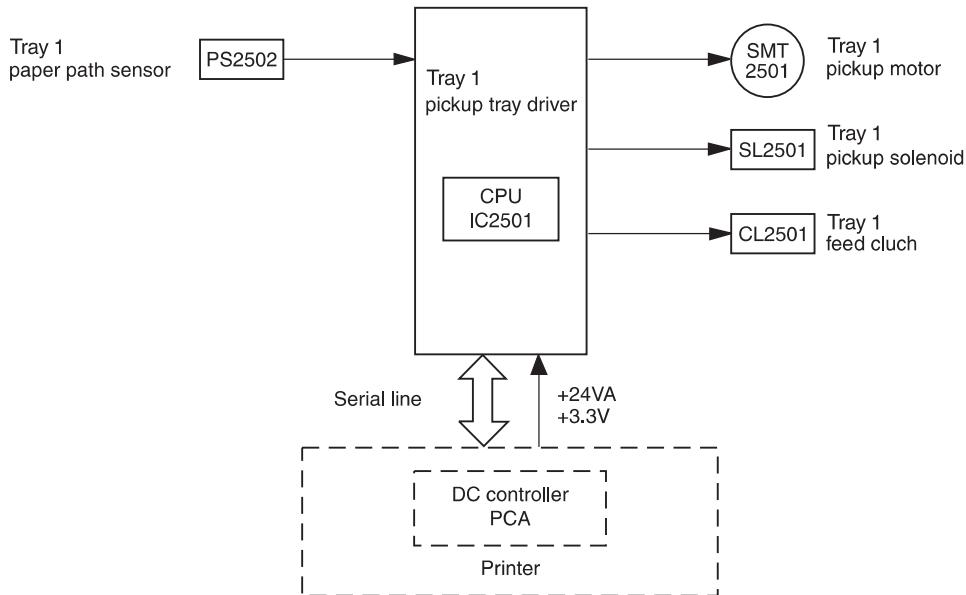 Tray 1
paper path sensor
PS2502
Tray 1
pickup tray driver
CPU
IC2501
SMT
2501
Tray 1
pickup motor
SL2501
Tray 1
pickup solenoid
CL2501
Tray 1
feed cluch
Serial line
+24VA
+3.3V
DC controller
PCA
Printer